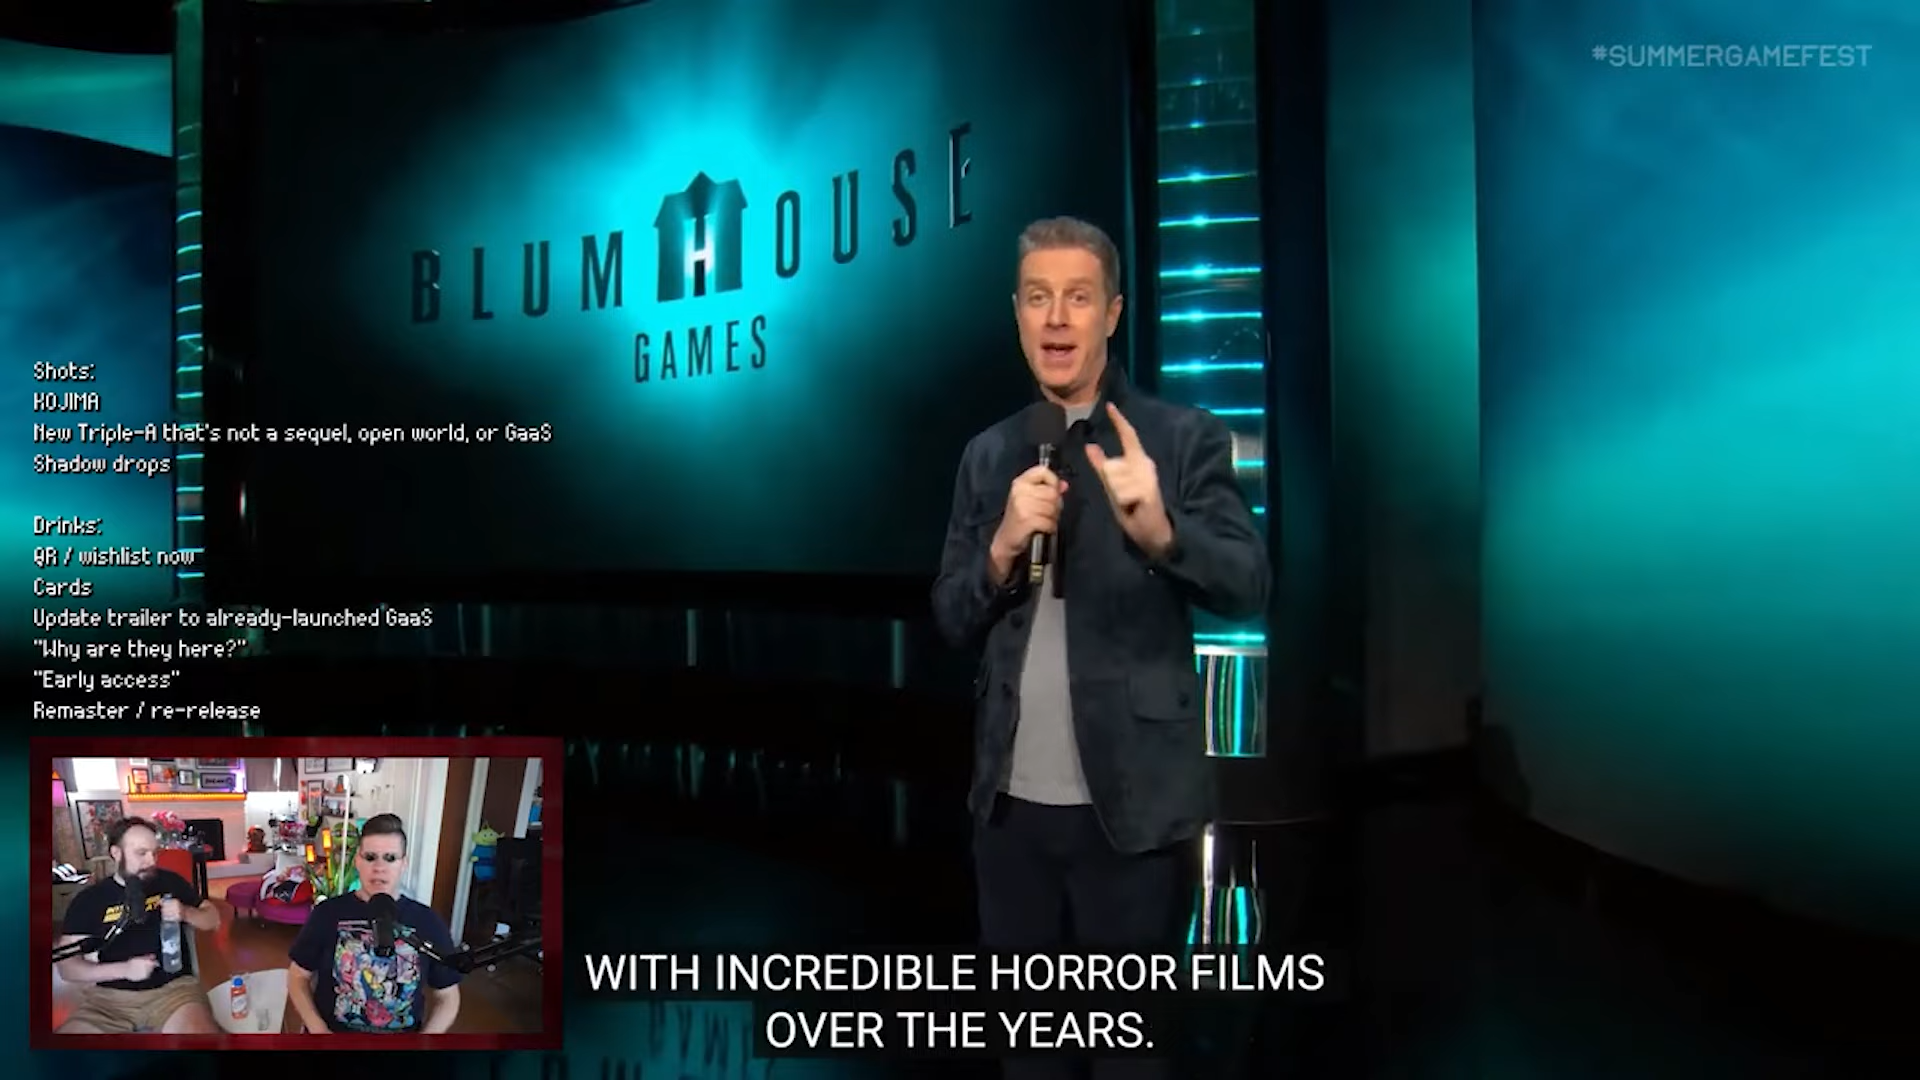 #SUMMERGAMEFEST
BLUMHOUSE
GAMES
Shots:
KOJIMA
New Triple-A that's not a sequel, open world, or GaaS
Shadow drops
Drinks:
QR / wishlist now
Cards
Update trailer to already-launched GaaS
"Why are they here?"
"Early access"
Remaster / re-release
WITH INCREDIBLE HORROR FILMS
OVER THE YEARS.